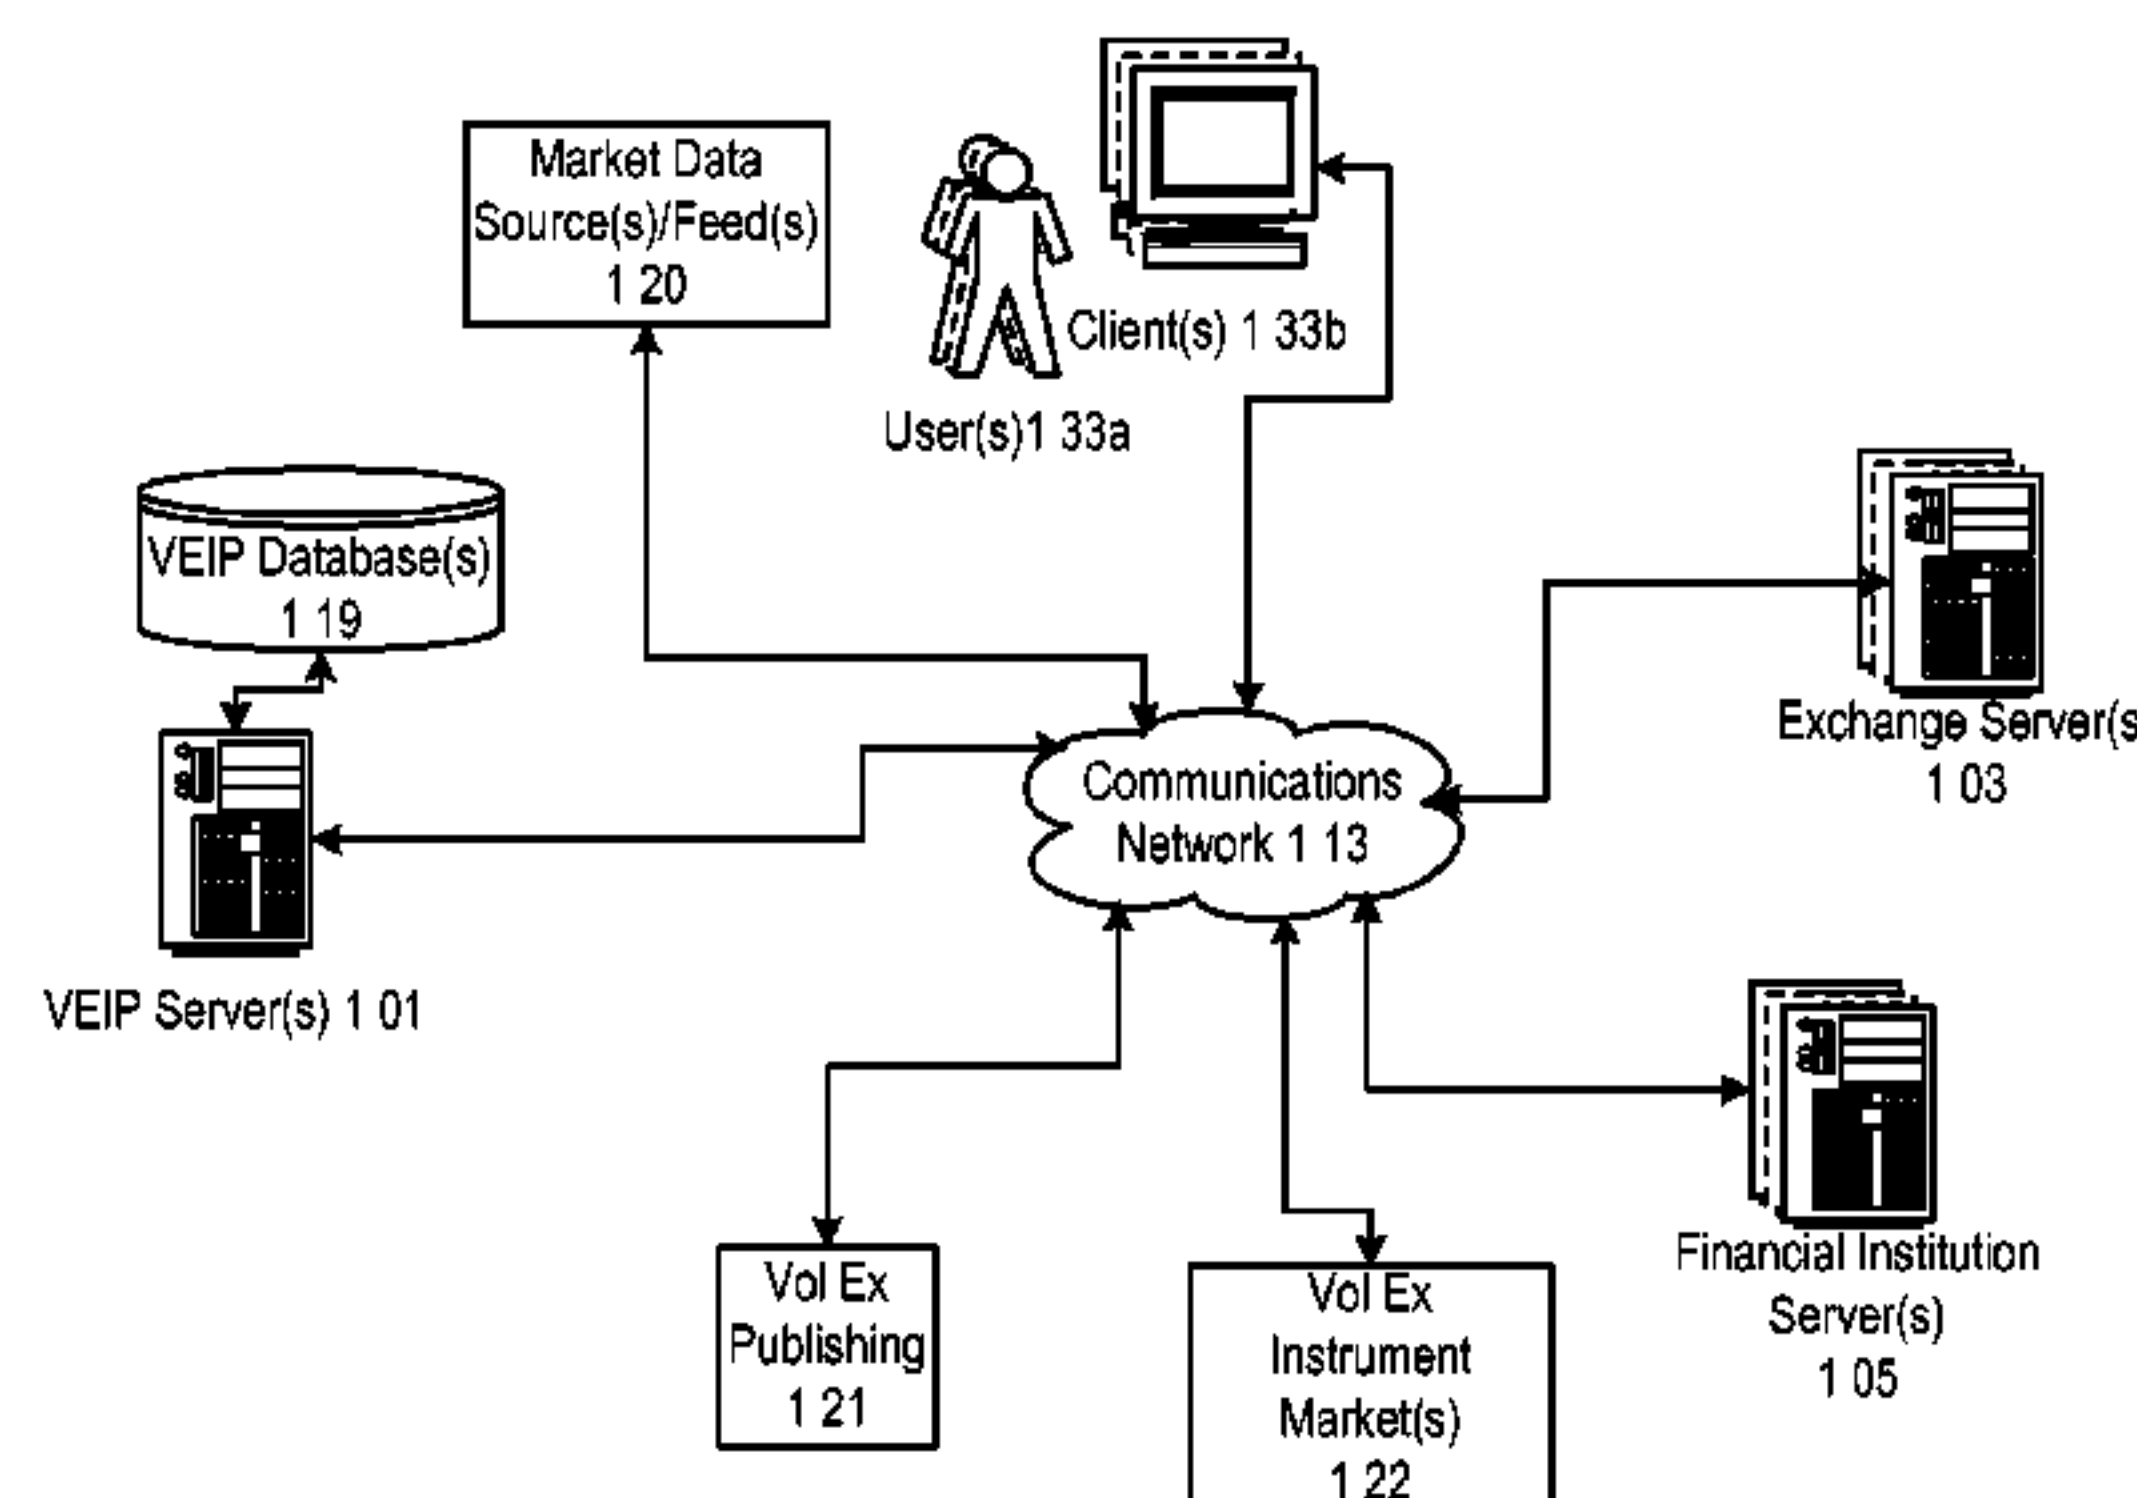 Market Data
Source(s)/Feed(s)
1 20
Client(s) 1 33b
User(s)1 33a
VEIP Database(s)
1 19
Exchange Server(s
1 03
Communications
Network 1 13
VEIP Server(s) 1 01
Vol Ex
Publishing
1 21
Vol Ex
Instrument
Market(s)
1 22
Financial Institution
Server(s)
1 05